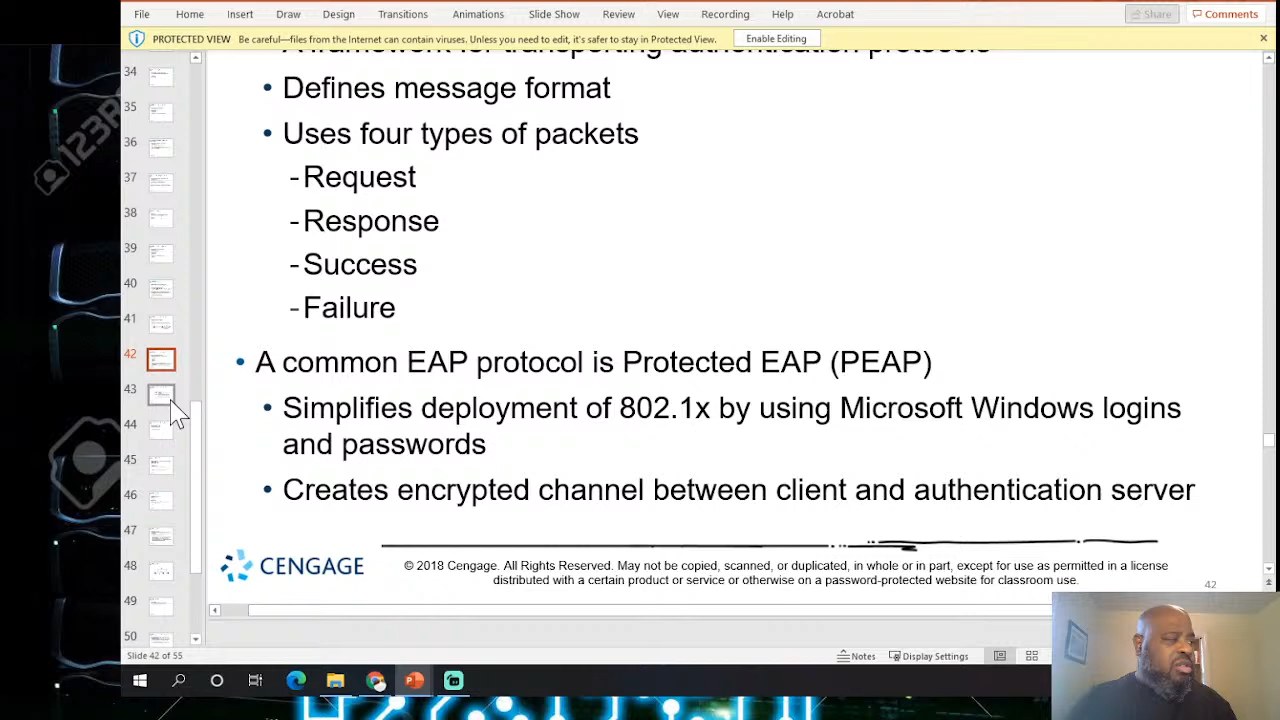 File Home Insert Draw Design Transitions Animations Slide Show Review View Recording Help Acrobat Share Comments
PROTECTED VIEW Be careful—files from the Internet can contain viruses. Unless you need to edit, it's safer to stay in Protected View. Enable Editing
A framework for transporting authentication protocols
34
• Defines message format
35
• Uses four types of packets
36
-Request
37
-Response
38
-Success
39
-Failure
40
41
42
• A common EAP protocol is Protected EAP (PEAP)
43
• Simplifies deployment of 802.1x by using Microsoft Windows logins
and passwords
44
45
• Creates encrypted channel between client and authentication server
46
47
48
49
50
CENGAGE
© 2018 Cengage. All Rights Reserved. May not be copied, scanned, or duplicated, in whole or in part, except for use as permitted in a license
distributed with a certain product or service or otherwise on a password-protected website for classroom use.
42
Slide 42 of 55 Notes Display Settings